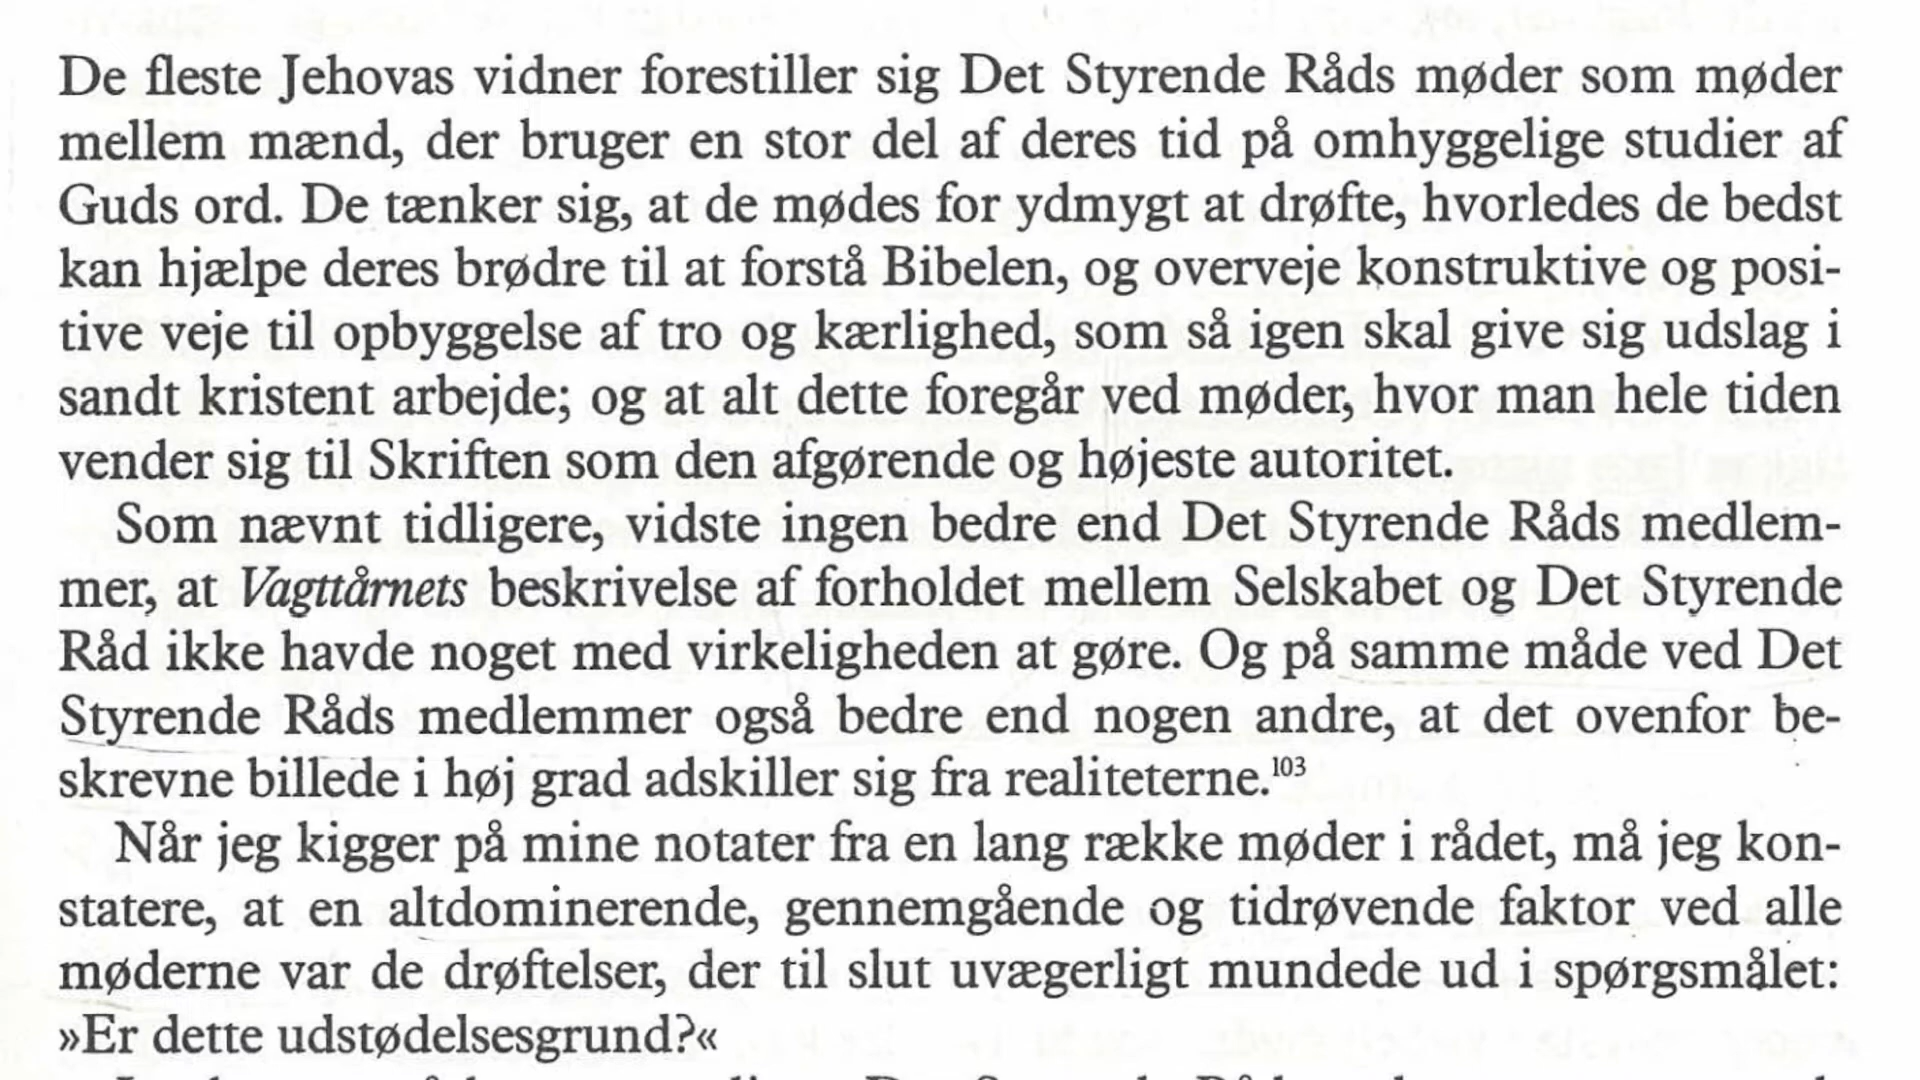 De fleste Jehovas vidner forestiller sig Det Styrende Råds møder som møder
mellem mænd, der bruger en stor del af deres tid på omhyggelige studier af
Guds ord. De tænker sig, at de mødes for ydmygt at drøfte, hvorledes de bedst
kan hjælpe deres brødre til at forstå Bibelen, og overveje konstruktive og posi-
tive veje til opbyggelse af tro og kærlighed, som så igen skal give sig udslag i
sandt kristent arbejde; og at alt dette foregår ved møder, hvor man hele tiden
vender sig til Skriften som den afgørende og højeste autoritet.
Som nævnt tidligere, vidste ingen bedre end Det Styrende Råds medlem-
mer, at Vagttårnets beskrivelse af forholdet mellem Selskabet og Det Styrende
Råd ikke havde noget med virkeligheden at gøre. Og på samme måde ved Det
Styrende Råds medlemmer også bedre end nogen andre, at det ovenfor be-
skrevne billede i høj grad adskiller sig fra realiteterne.103
Når jeg kigger på mine notater fra en lang række møder i rådet, må jeg kon-
statere, at en altdominerende, gennemgående og tidrøvende faktor ved alle
møderne var de drøftelser, der til slut uvægerligt mundede ud i spørgsmålet:
»Er dette udstødelsesgrund?«